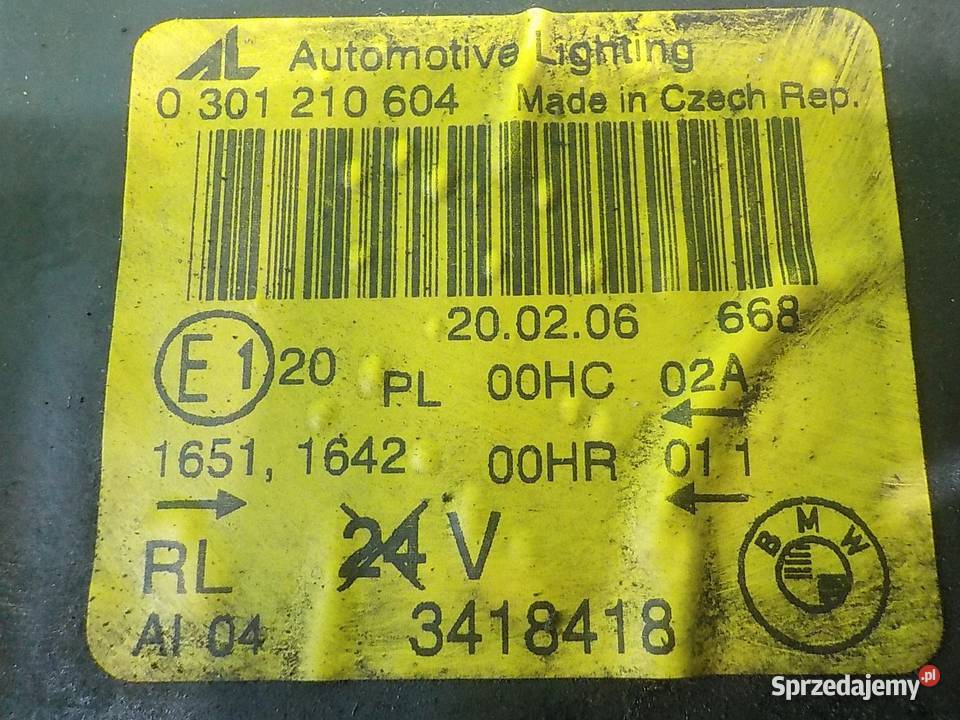 AL Automotive Lighting
0 301 210 604 Made in Czech Rep.
20.02.06 668
E1 20 PL 00HC 02A
1651, 1642 00HR 01 1
RL 24 V
AI 04 3418418
BMW
Sprzedajemy.pl